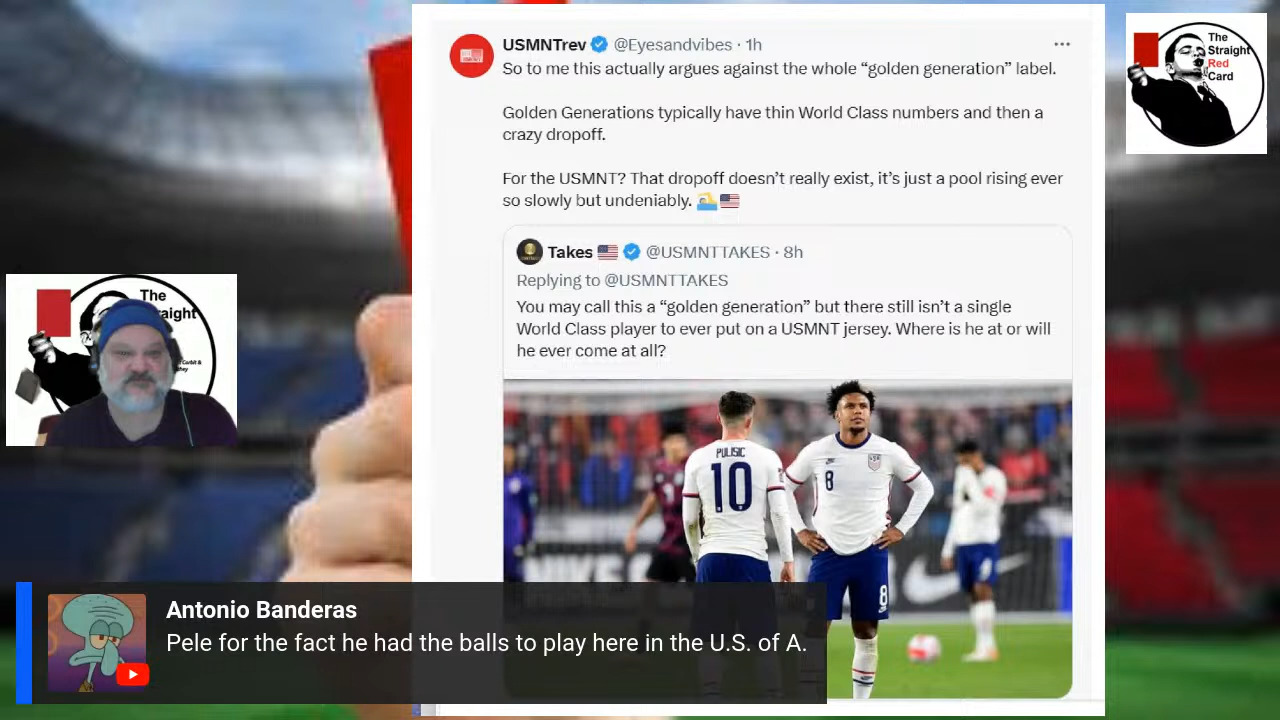 USMNTrev @Eyesandvibes · 1h
So to me this actually argues against the whole “golden generation” label.
Golden Generations typically have thin World Class numbers and then a
crazy dropoff.
For the USMNT? That dropoff doesn’t really exist, it’s just a pool rising ever
so slowly but undeniably.
Takes @USMNTTAKES · 8h
Replying to @USMNTTAKES
You may call this a “golden generation” but there still isn’t a single
World Class player to ever put on a USMNT jersey. Where is he at or will
he ever come at all?
PULISIC
10
8
8
The
Straight
Red
Card
The
raight
Antonio Banderas
Pele for the fact he had the balls to play here in the U.S. of A.